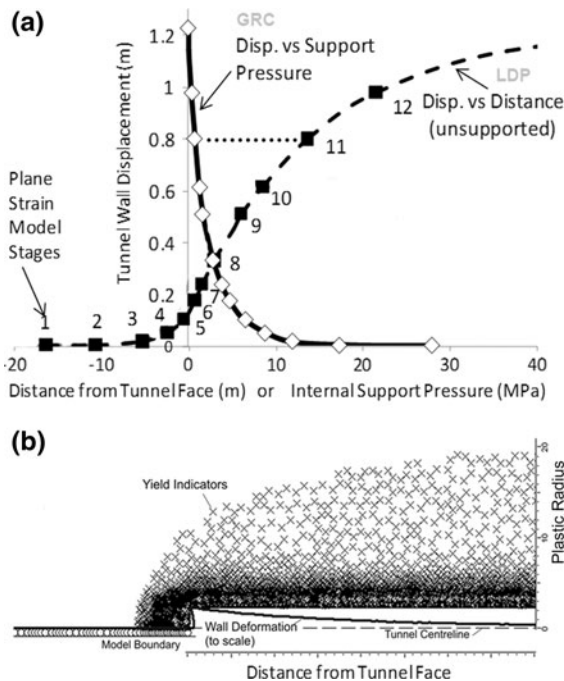 (a)
GRC
Disp. vs Support
Pressure
LDP
Disp. vs Distance
(unsupported)
Plane
Strain
Model
Stages
Tunnel Wall Displacement (m)
1.2
1
0.8
0.6
0.4
0.2
0
1
2
3
4
5
6
7
8
9
10
11
12
-20
-10
0
10
20
30
40
Distance from Tunnel Face (m) or Internal Support Pressure (MPa)
(b)
Yield Indicators
20
10
0
Plastic Radius
Wall Deformation
(to scale)
Tunnel Centreline
Model Boundary
Distance from Tunnel Face